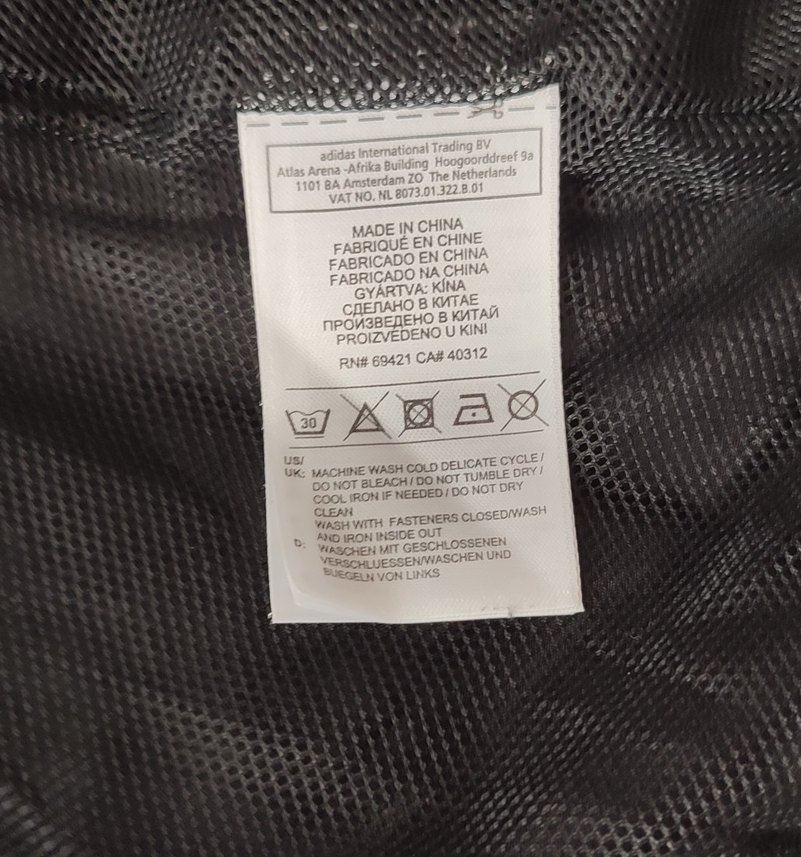 adidas International Trading BV
Atlas Arena -Afrika Building Hoogoorddreef 9a
1101 BA Amsterdam ZO The Netherlands
VAT NO. NL 8073.01.322.B.01
MADE IN CHINA
FABRIQUÉ EN CHINE
FABRICADO EN CHINA
FABRICADO NA CHINA
GYÁRTVA: KÍNA
СДЕЛАНО В КИТАЕ
ПРОИЗВЕДЕНО В КИТАЙ
PROIZVEDENO U KINI
RN# 69421 CA# 40312
30
US/
UK: MACHINE WASH COLD DELICATE CYCLE /
DO NOT BLEACH / DO NOT TUMBLE DRY /
COOL IRON IF NEEDED / DO NOT DRY
CLEAN
WASH WITH FASTENERS CLOSED/WASH
AND IRON INSIDE OUT
D: WASCHEN MIT GESCHLOSSENEN
VERSCHLUESSEN/WASCHEN UND
BUEGELN VON LINKS